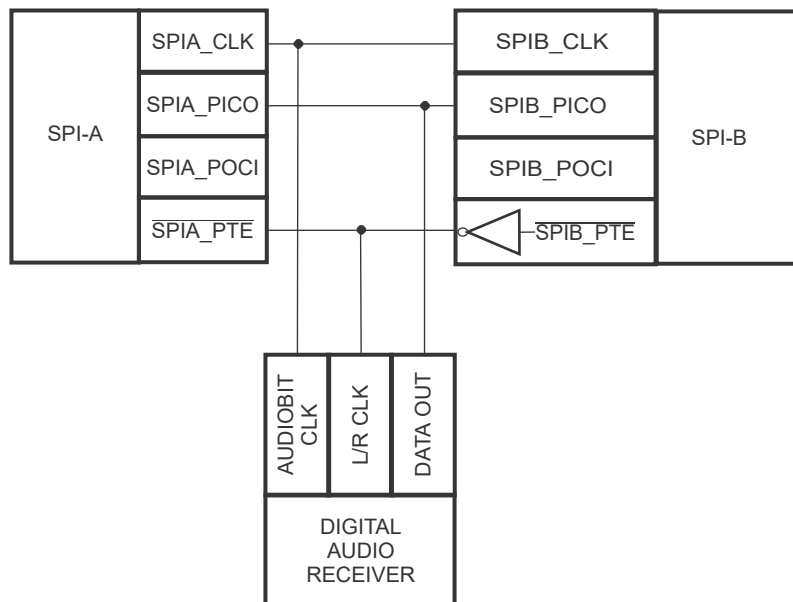 SPI-A
SPIA_CLK
SPIA_PICO
SPIA_POCI
SPIA_PTE
SPIB_CLK
SPIB_PICO
SPIB_POCI
SPIB_PTE
SPI-B
AUDIOBIT
CLK
L/R CLK
DATA OUT
DIGITAL
AUDIO
RECEIVER